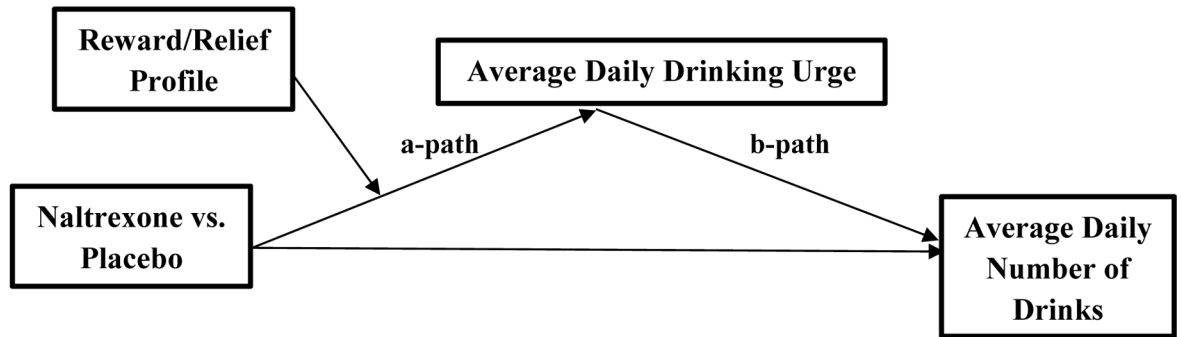 Reward/Relief
Profile
Average Daily Drinking Urge
a-path
b-path
Naltrexone vs.
Placebo
Average Daily
Number of
Drinks